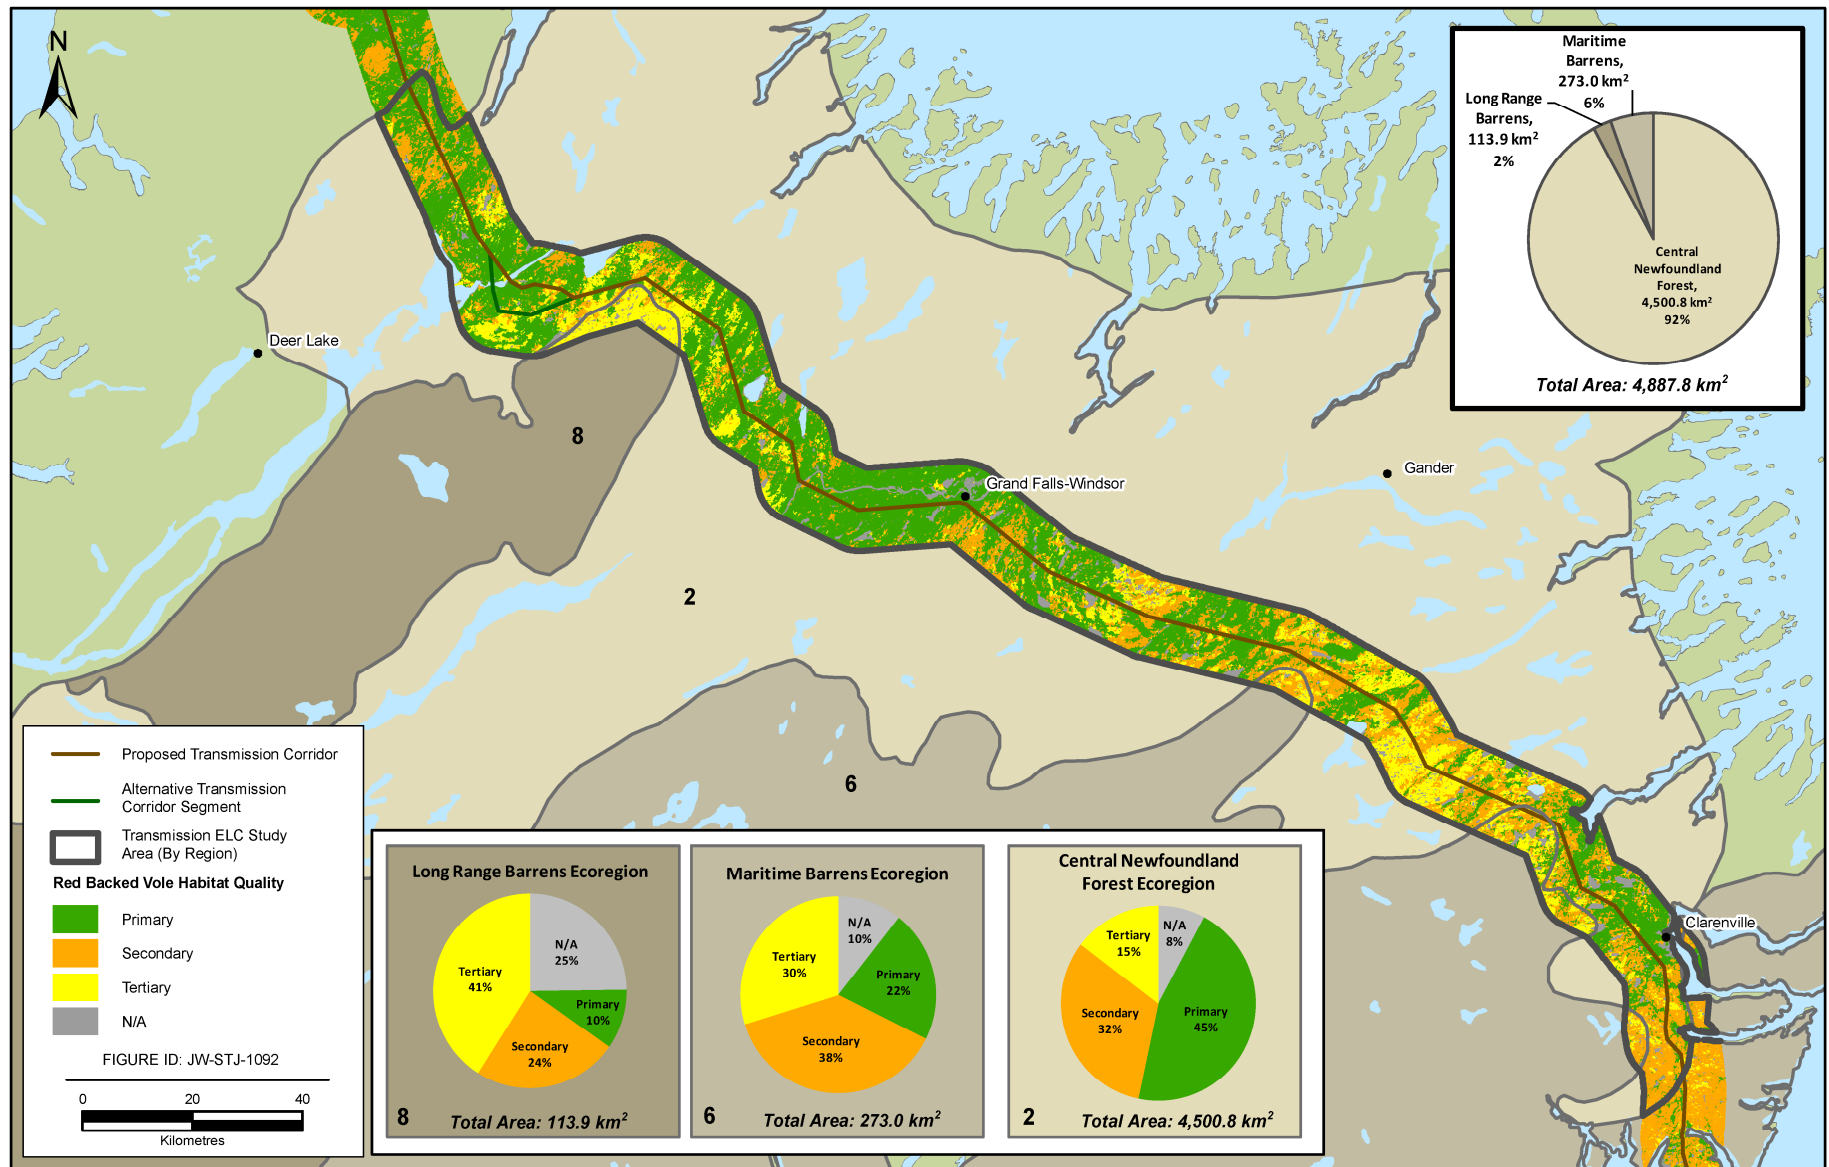 N
Maritime
Barrens,
273.0 km²
6%
Long Range
Barrens,
113.9 km²
2%
Central
Newfoundland
Forest,
4,500.8 km²
92%
Total Area: 4,887.8 km²
Deer Lake
8
Gander
Grand Falls-Windsor
2
6
Clarenville
Proposed Transmission Corridor
Alternative Transmission
Corridor Segment
Transmission ELC Study
Area (By Region)
Red Backed Vole Habitat Quality
Primary
Secondary
Tertiary
N/A
FIGURE ID: JW-STJ-1092
0 20 40
Kilometres
Long Range Barrens Ecoregion
N/A
25%
Tertiary
41%
Primary
10%
Secondary
24%
8
Total Area: 113.9 km²
Maritime Barrens Ecoregion
N/A
10%
Tertiary
30%
Primary
22%
Secondary
38%
6
Total Area: 273.0 km²
Central Newfoundland
Forest Ecoregion
N/A
8%
Tertiary
15%
Secondary
32%
Primary
45%
2
Total Area: 4,500.8 km²